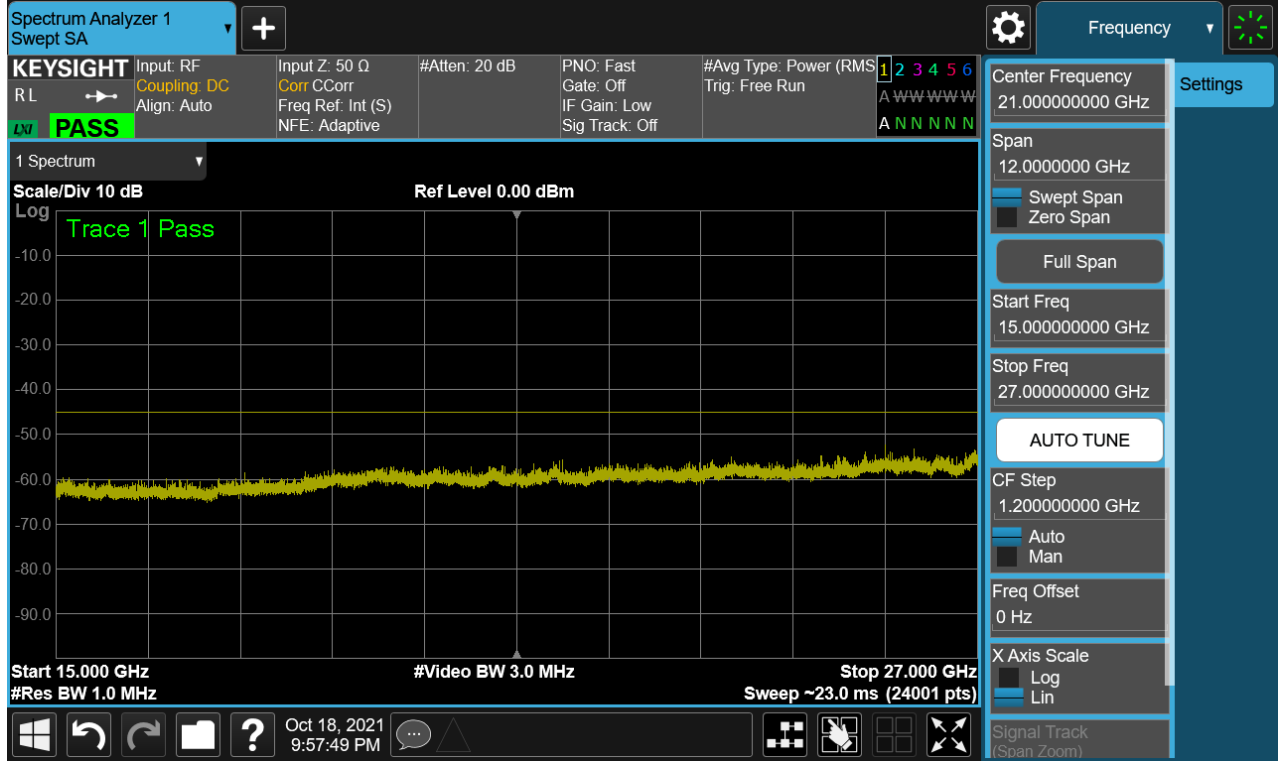 Spectrum Analyzer 1
Swept SA
Frequency
KEYSIGHT
R L
LXI
PASS
Input: RF
Coupling: DC
Align: Auto
Input Z: 50 Ω
Corr CCorr
Freq Ref: Int (S)
NFE: Adaptive
#Atten: 20 dB
PNO: Fast
Gate: Off
IF Gain: Low
Sig Track: Off
#Avg Type: Power (RMS
Trig: Free Run
1 2 3 4 5 6
A W W W W W
A N N N N N
1 Spectrum
Scale/Div 10 dB
Ref Level 0.00 dBm
Log
Trace 1 Pass
-10.0
-20.0
-30.0
-40.0
-50.0
-60.0
-70.0
-80.0
-90.0
Start 15.000 GHz
#Video BW 3.0 MHz
Stop 27.000 GHz
#Res BW 1.0 MHz
Sweep ~23.0 ms (24001 pts)
?
Oct 18, 2021
9:57:49 PM
Center Frequency
21.000000000 GHz
Settings
Span
12.0000000 GHz
Swept Span
Zero Span
Full Span
Start Freq
15.000000000 GHz
Stop Freq
27.000000000 GHz
AUTO TUNE
CF Step
1.200000000 GHz
Auto
Man
Freq Offset
0 Hz
X Axis Scale
Log
Lin
Signal Track
(Span Zoom)